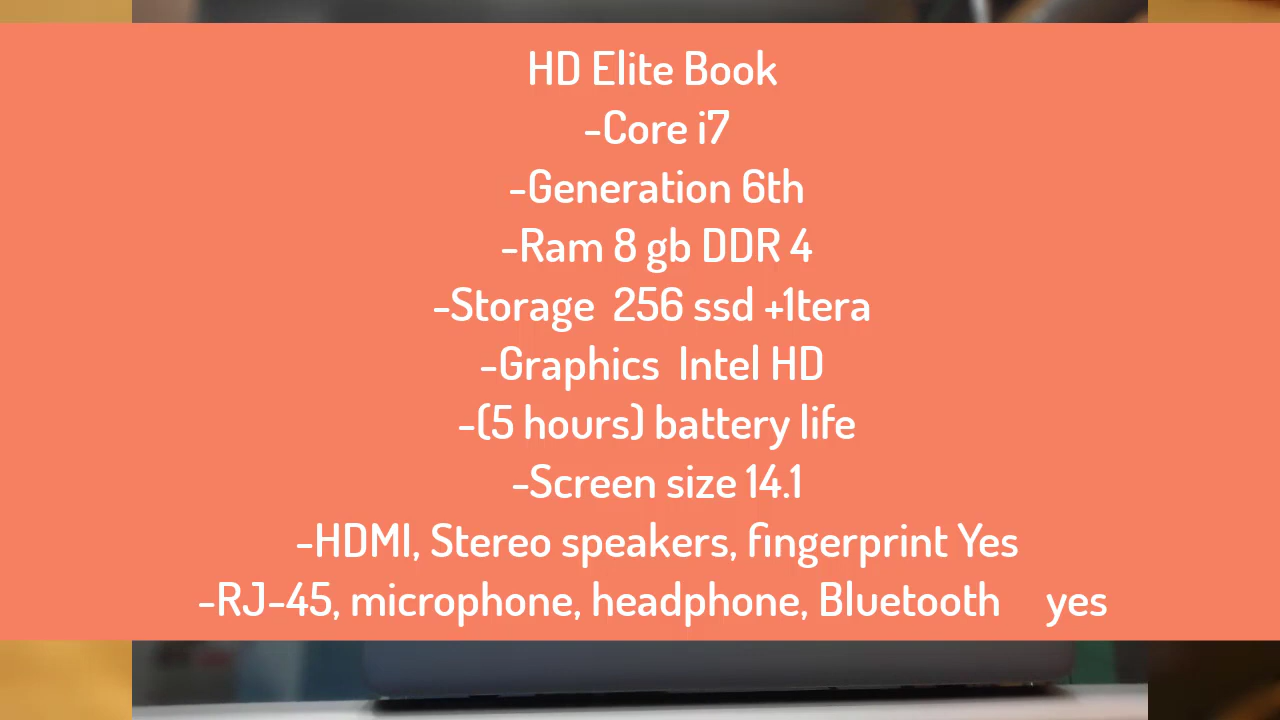 HD Elite Book
-Core i7
-Generation 6th
-Ram 8 gb DDR 4
-Storage  256 ssd +1tera
-Graphics  Intel HD
-(5 hours) battery life
-Screen size 14.1
-HDMI, Stereo speakers, fingerprint Yes
-RJ-45, microphone, headphone, Bluetooth    yes